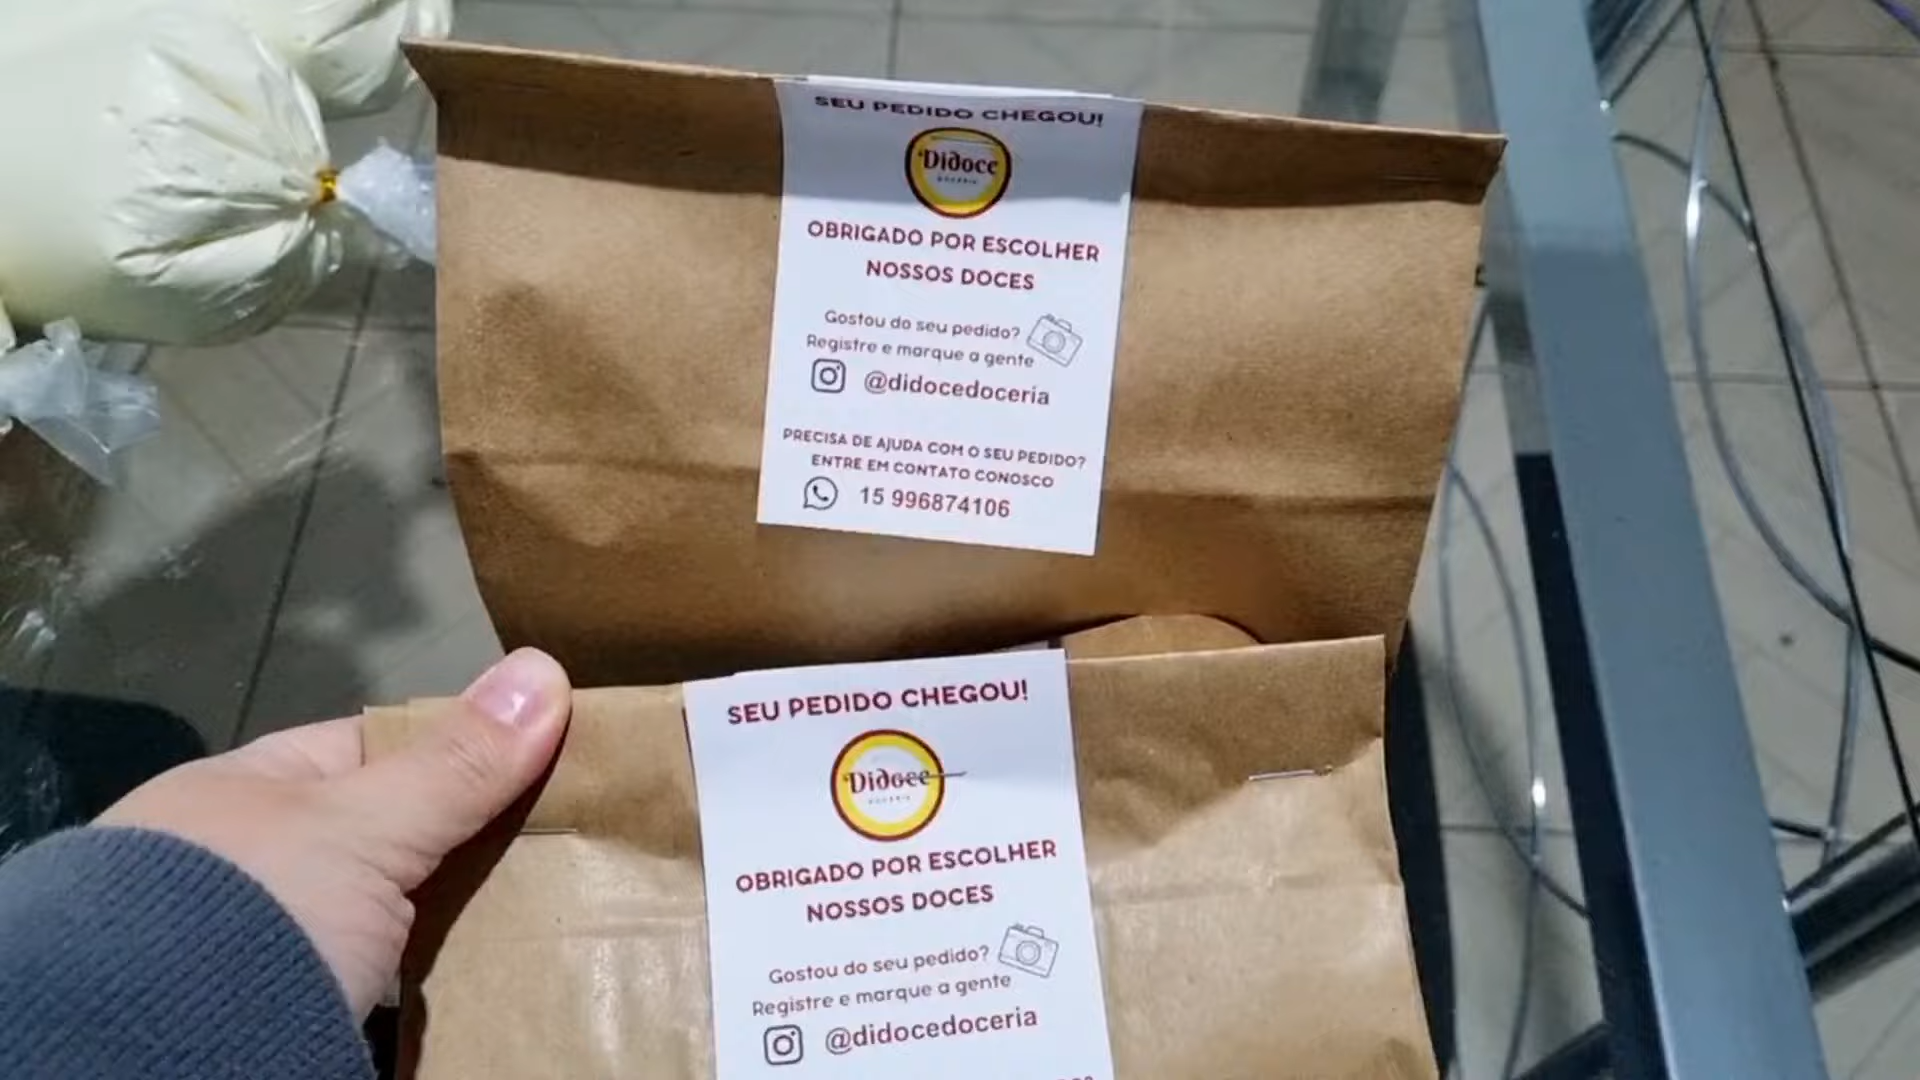 SEU PEDIDO CHEGOU!
Didoce
OBRIGADO POR ESCOLHER
NOSSOS DOCES
Gostou do seu pedido?
Registre e marque a gente
@didocedoceria
PRECISA DE AJUDA COM O SEU PEDIDO?
ENTRE EM CONTATO CONOSCO
15 996874106
SEU PEDIDO CHEGOU!
Didoce
OBRIGADO POR ESCOLHER
NOSSOS DOCES
Gostou do seu pedido?
Registre e marque a gente
@didocedoceria